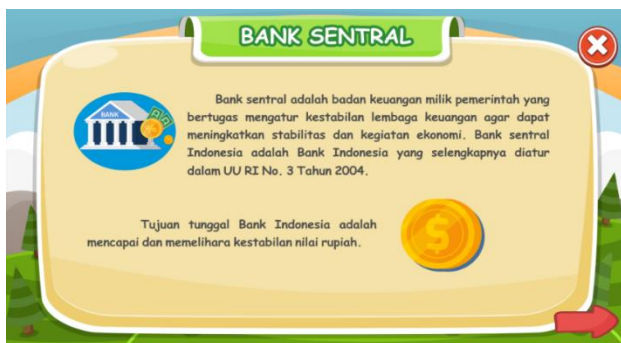 BANK SENTRAL
BANK
Bank sentral adalah badan keuangan milik pemerintah yang
bertugas mengatur kestabilan lembaga keuangan agar dapat
meningkatkan stabilitas dan kegiatan ekonomi. Bank sentral
Indonesia adalah Bank Indonesia yang selengkapnya diatur
dalam UU RI No. 3 Tahun 2004.
Tujuan tunggal Bank Indonesia adalah
mencapai dan memelihara kestabilan nilai rupiah.
$